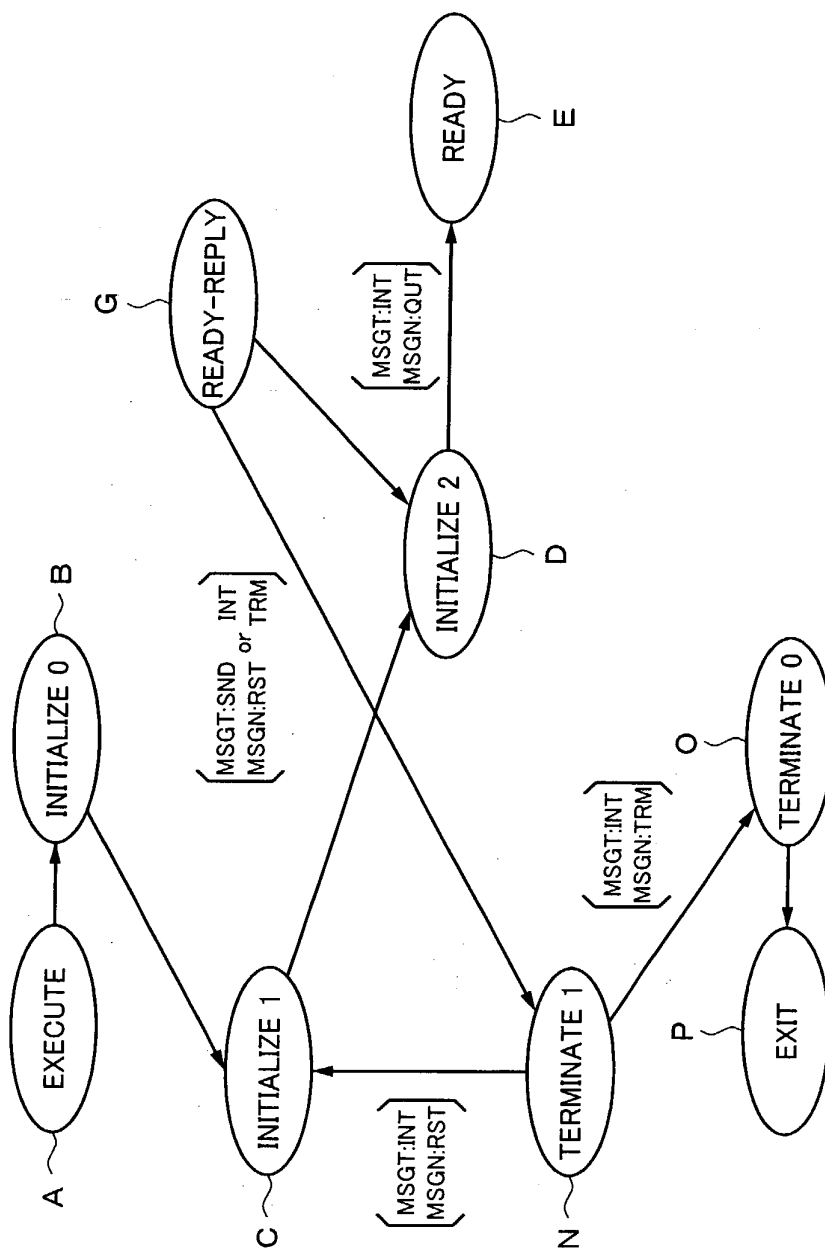 A
EXECUTE
INITIALIZE 0
B
C
INITIALIZE 1
MSGT:SND
MSGN:RST
or
INT
TRM
G
READY-REPLY
INITIALIZE 2
D
MSGT:INT
MSGN:QUT
READY
E
MSGT:INT
MSGN:RST
N
TERMINATE 1
MSGT:INT
MSGN:TRM
P
EXIT
O
TERMINATE 0